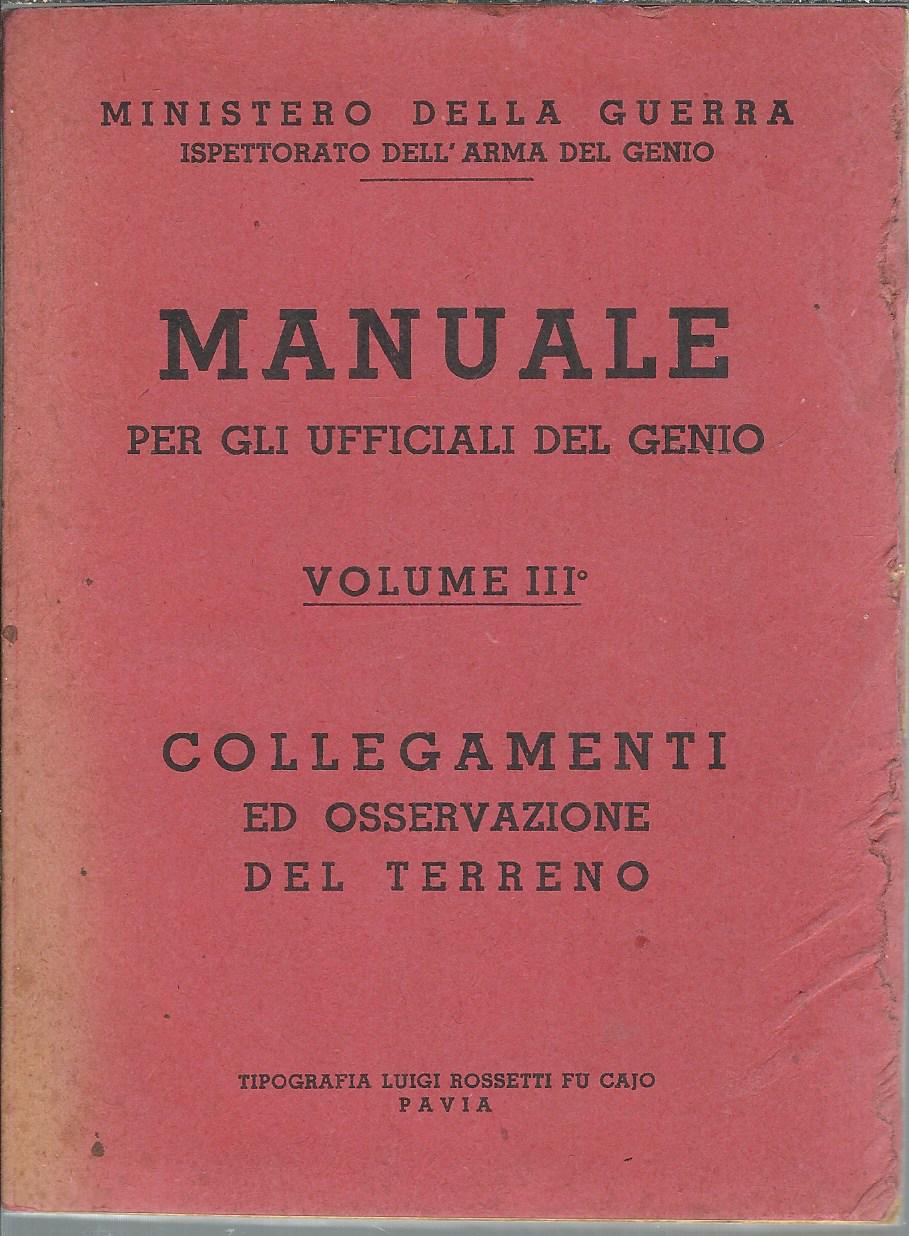 MINISTERO DELLA GUERRA
ISPETTORATO DELL'ARMA DEL GENIO
MANUALE
PER GLI UFFICIALI DEL GENIO
VOLUME III°
COLLEGAMENTI
ED OSSERVAZIONE
DEL TERRENO
TIPOGRAFIA LUIGI ROSSETTI FU CAJO
PAVIA